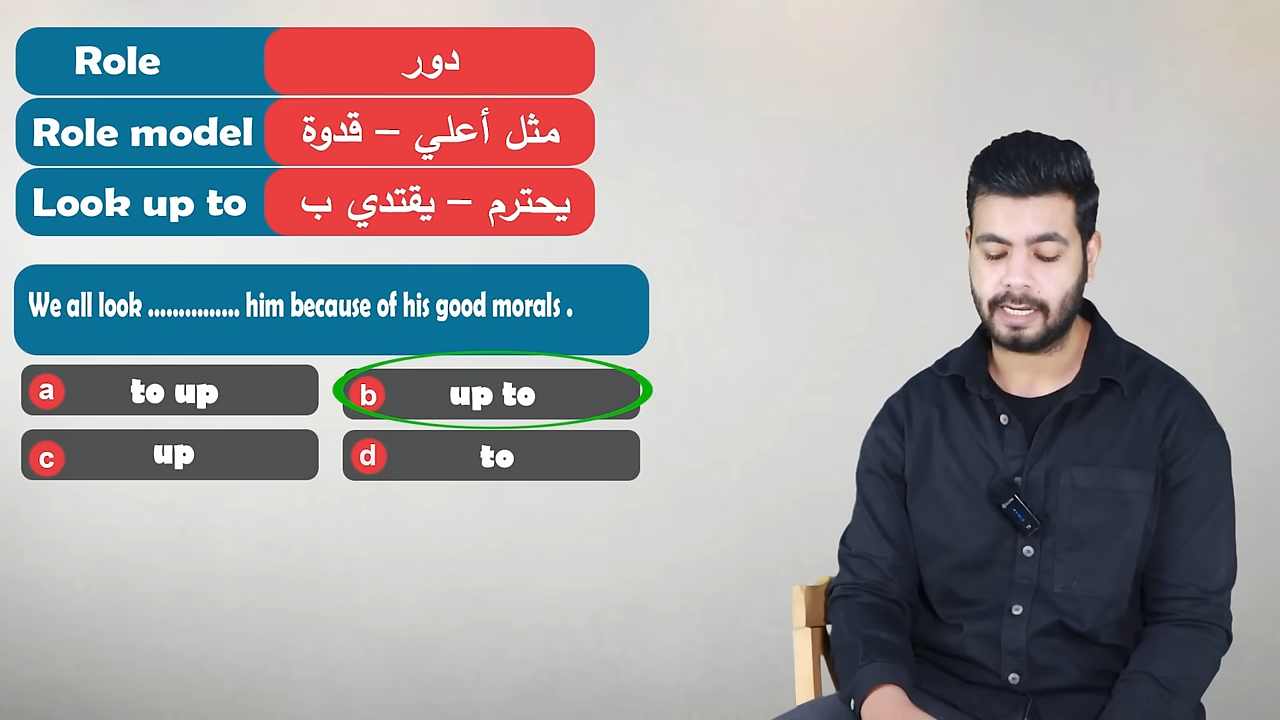 Role دور
Role model مثل أعلي – قدوة
Look up to يحترم – يقتدي ب
We all look ............... him because of his good morals .
a to up
b up to
c up
d to